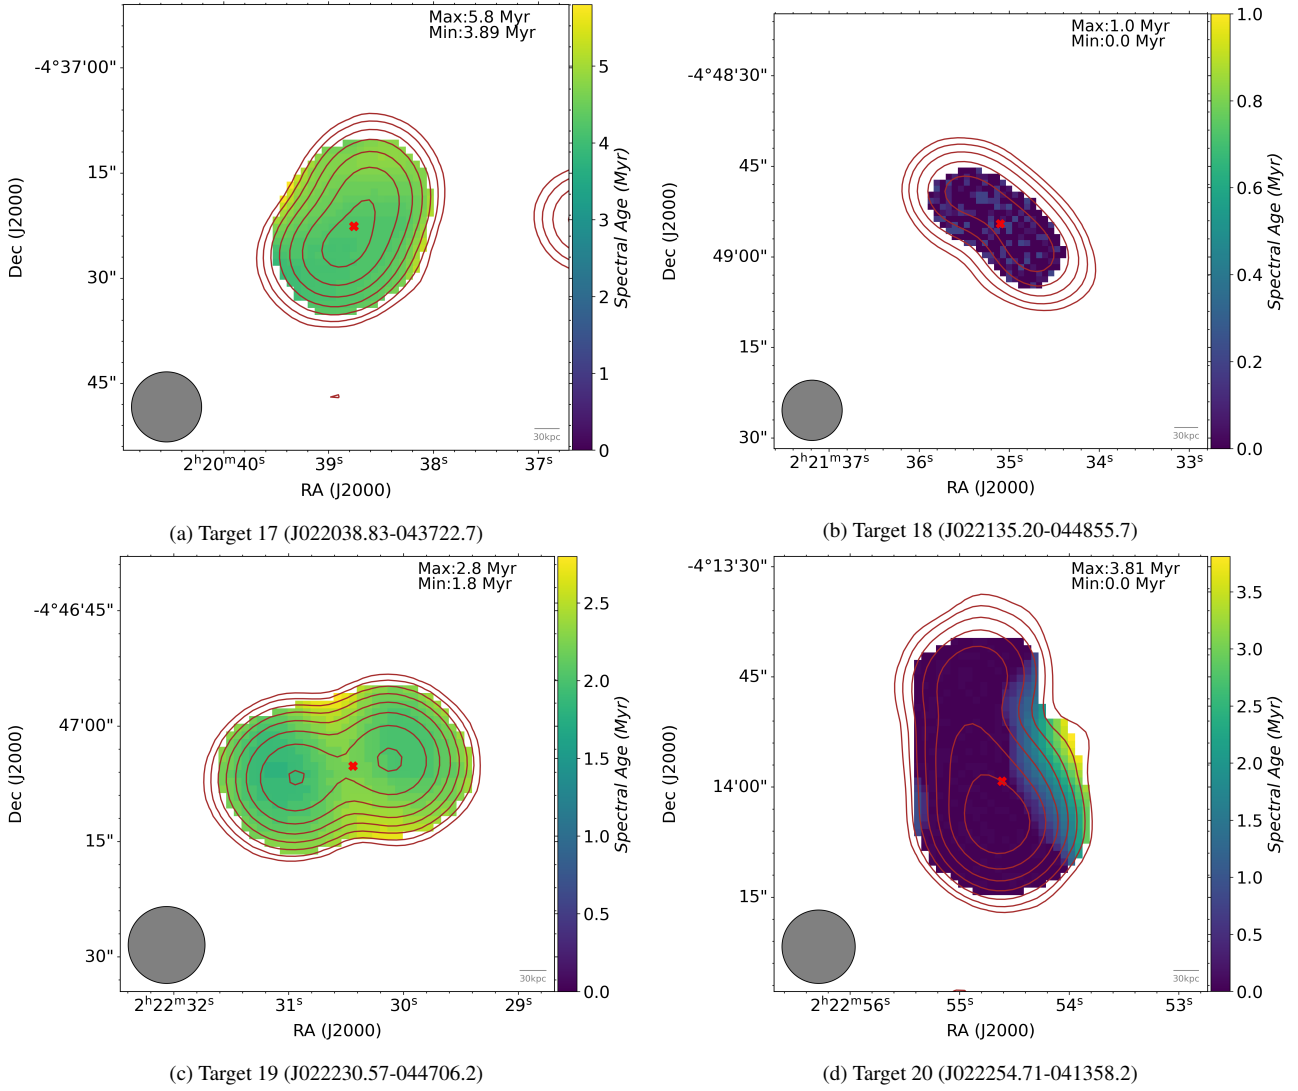 Max:5.8 Myr
Min:3.89 Myr
-4°37'00"
15"
30"
45"
Dec (J2000)
2ʰ20ᵐ40ˢ
39ˢ
38ˢ
37ˢ
RA (J2000)
30kpc
5
4
3
2
1
0
Spectral Age (Myr)
(a) Target 17 (J022038.83-043722.7)
Max:1.0 Myr
Min:0.0 Myr
-4°48'30"
45"
49'00"
15"
30"
Dec (J2000)
2ʰ21ᵐ37ˢ
36ˢ
35ˢ
34ˢ
33ˢ
RA (J2000)
30kpc
1.0
0.8
0.6
0.4
0.2
0.0
Spectral Age (Myr)
(b) Target 18 (J022135.20-044855.7)
Max:2.8 Myr
Min:1.8 Myr
-4°46'45"
47'00"
15"
30"
Dec (J2000)
2ʰ22ᵐ32ˢ
31ˢ
30ˢ
29ˢ
RA (J2000)
30kpc
2.5
2.0
1.5
1.0
0.5
0.0
Spectral Age (Myr)
(c) Target 19 (J022230.57-044706.2)
Max:3.81 Myr
Min:0.0 Myr
-4°13'30"
45"
14'00"
15"
Dec (J2000)
2ʰ22ᵐ56ˢ
55ˢ
54ˢ
53ˢ
RA (J2000)
30kpc
3.5
3.0
2.5
2.0
1.5
1.0
0.5
0.0
Spectral Age (Myr)
(d) Target 20 (J022254.71-041358.2)